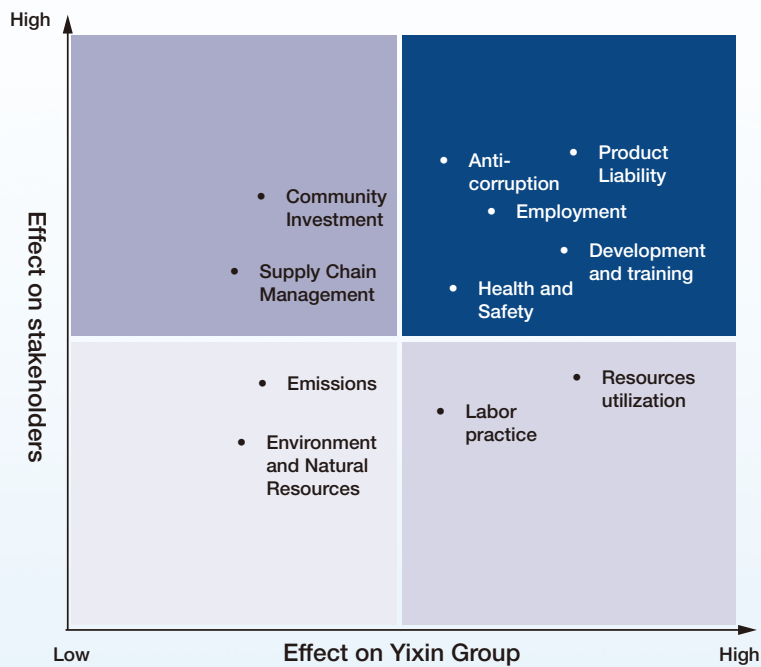 High
Effect on stakeholders
• Anti-
corruption
• Product
Liability
• Community
Investment
• Employment
• Development
and training
• Supply Chain
Management
• Health and
Safety
• Emissions
• Resources
utilization
• Labor
practice
• Environment
and Natural
Resources
Low
Effect on Yixin Group
High